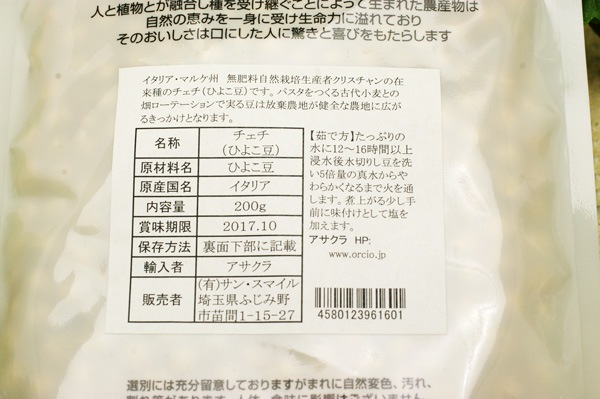 人と植物とが融合し種を受け継ぐことによって生まれた農産物は
自然の恵みを一身に受け生命力に溢れており
そのおいしさは口にした人に驚きと喜びをもたらします
イタリア・マルケ州　無肥料自然栽培生産者クリスチャンの在
来種のチェチ(ひよこ豆)です。パスタをつくる古代小麦との
畑ローテーションで実る豆は放棄農地が健全な農地に広が
るきっかけとなります。
名称 チェチ
(ひよこ豆)
原材料名 ひよこ豆
原産国名 イタリア
内容量 200g
賞味期限 2017.10
保存方法 裏面下部に記載
輸入者 アサクラ
販売者 (有)サン・スマイル
埼玉県ふじみ野
市苗間1-15-27
【茹で方】たっぷりの
水に12〜16時間以上
浸水後水切りし豆を洗
い5倍量の真水からや
わらかくなるまで火を通
します。煮上がる少し手
前に味付けとして塩を
加えます。
アサクラ HP:
www.orcio.jp
4580123961601
選別には充分留意しておりますがまれに自然変色、汚れ、